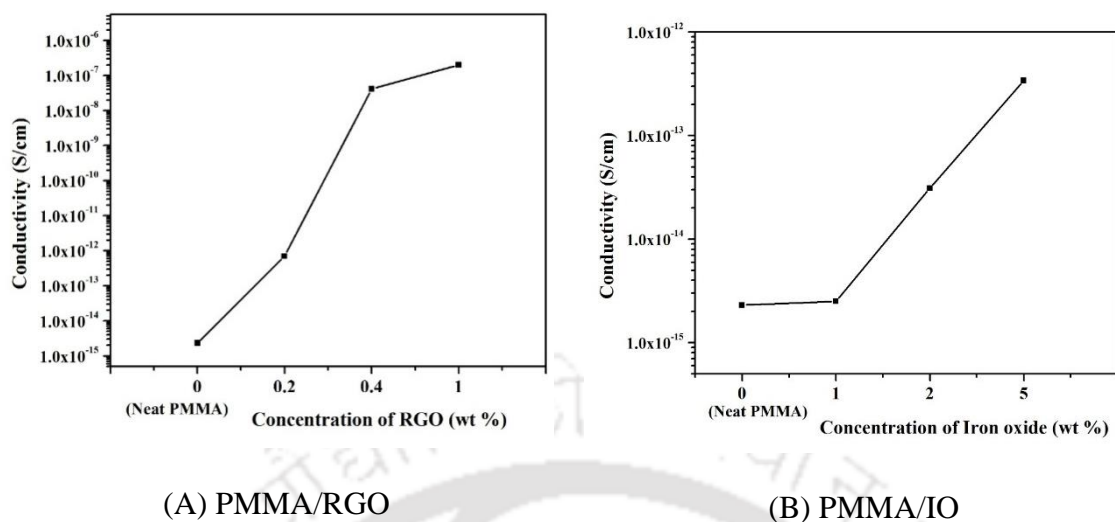 1.0x10⁻⁶
1.0x10⁻⁷
1.0x10⁻⁸
1.0x10⁻⁹
1.0x10⁻¹⁰
1.0x10⁻¹¹
1.0x10⁻¹²
1.0x10⁻¹³
1.0x10⁻¹⁴
1.0x10⁻¹⁵
Conductivity (S/cm)
0 0.2 0.4 1
(Neat PMMA)
Concentration of RGO (wt %)
(A) PMMA/RGO
1.0x10⁻¹²
1.0x10⁻¹³
1.0x10⁻¹⁴
1.0x10⁻¹⁵
Conductivity (S/cm)
0 1 2 5
(Neat PMMA)
Concentration of Iron oxide (wt %)
(B) PMMA/IO